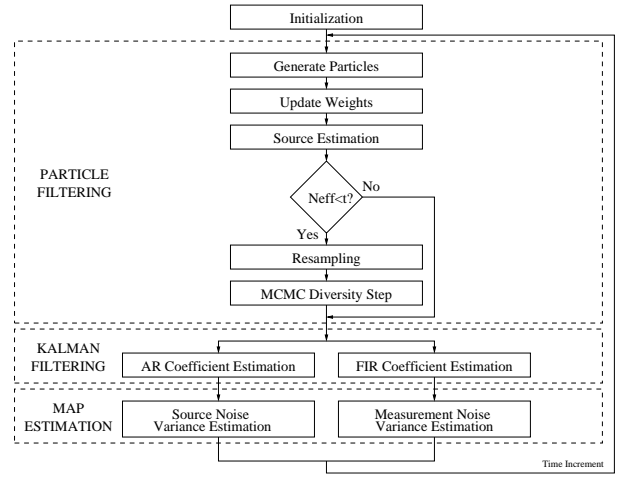 Initialization
Generate Particles
Update Weights
Source Estimation
PARTICLE
FILTERING
Neff<t?
No
Yes
Resampling
MCMC Diversity Step
KALMAN
FILTERING
AR Coefficient Estimation
FIR Coefficient Estimation
MAP
ESTIMATION
Source Noise
Variance Estimation
Measurement Noise
Variance Estimation
Time Increment